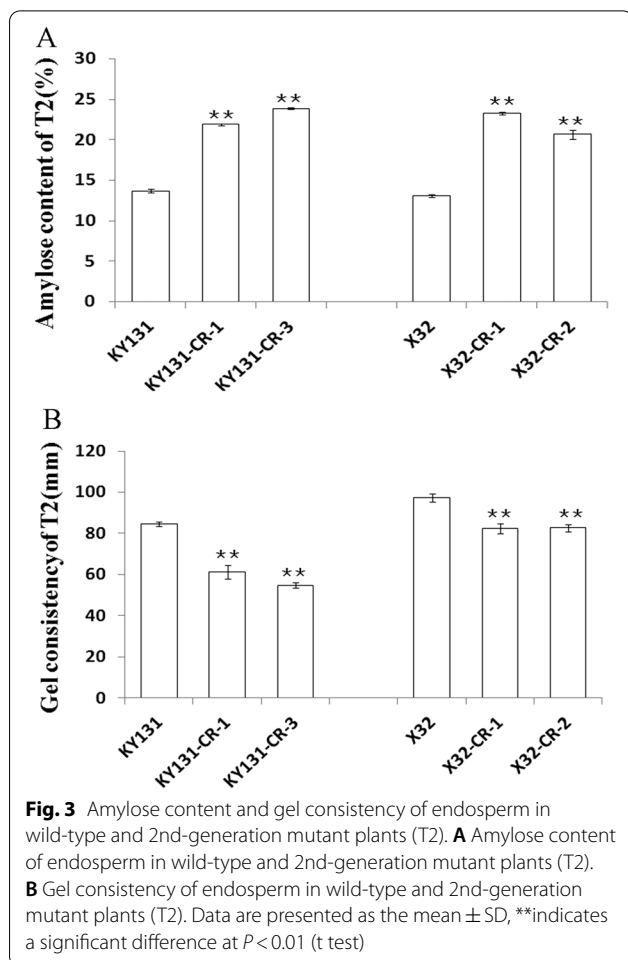 A
Amylose content of T2(%)
30
25
20
15
10
5
0
**
**
**
**
KY131
KY131-CR-1
KY131-CR-3
X32
X32-CR-1
X32-CR-2
B
Gel consistency of T2(mm)
120
100
80
60
40
20
0
**
**
**
**
KY131
KY131-CR-1
KY131-CR-3
X32
X32-CR-1
X32-CR-2
Fig. 3 Amylose content and gel consistency of endosperm in
wild-type and 2nd-generation mutant plants (T2). A Amylose content
of endosperm in wild-type and 2nd-generation mutant plants (T2).
B Gel consistency of endosperm in wild-type and 2nd-generation
mutant plants (T2). Data are presented as the mean ± SD, **indicates
a significant difference at P < 0.01 (t test)